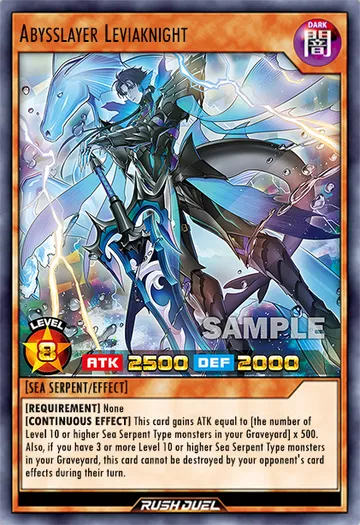 ABYSSLAYER LEVIAKNIGHT
DARK
闇
SAMPLE
LEVEL
8
ATK 2500 DEF 2000
[SEA SERPENT/EFFECT]
[REQUIREMENT] None
[CONTINUOUS EFFECT] This card gains ATK equal to [the number of
Level 10 or higher Sea Serpent Type monsters in your Graveyard] x 500.
Also, if you have 3 or more Level 10 or higher Sea Serpent Type monsters
in your Graveyard, this card cannot be destroyed by your opponent's card
effects during their turn.
RUSH DUEL